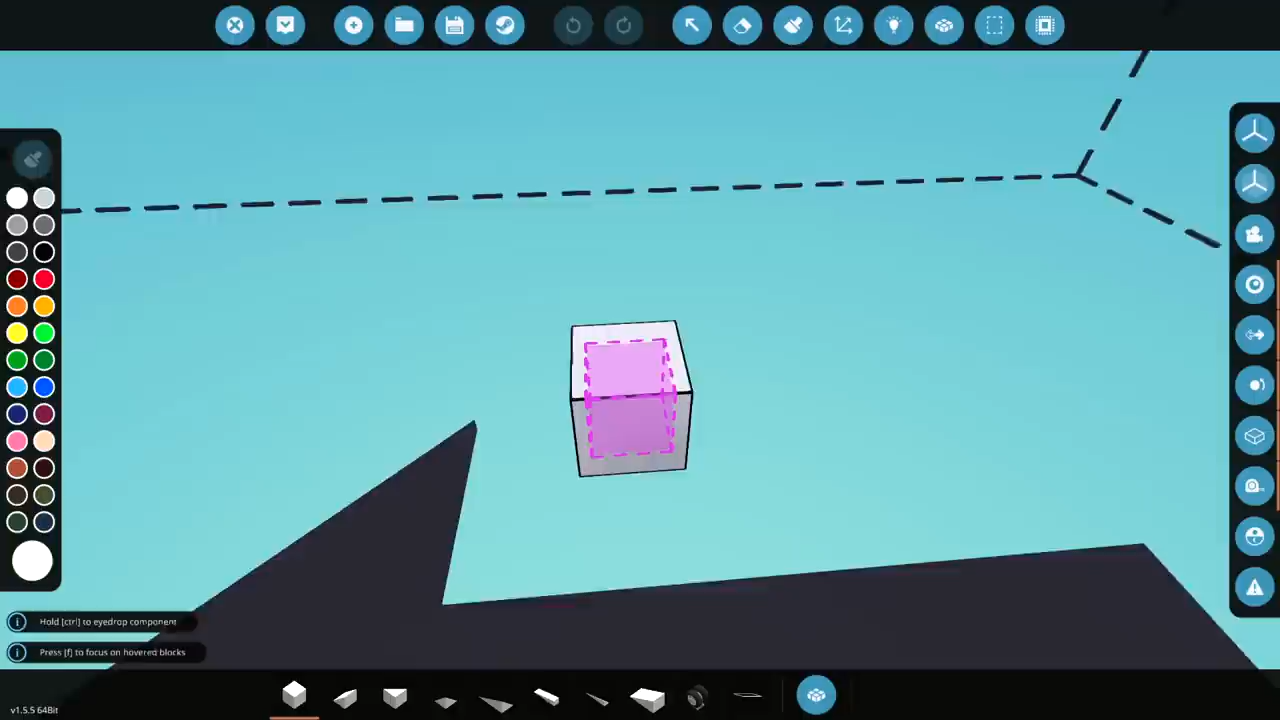 Hold [ctrl] to eyedrop component
Press [f] to focus on hovered blocks
v1.5.5 64Bit